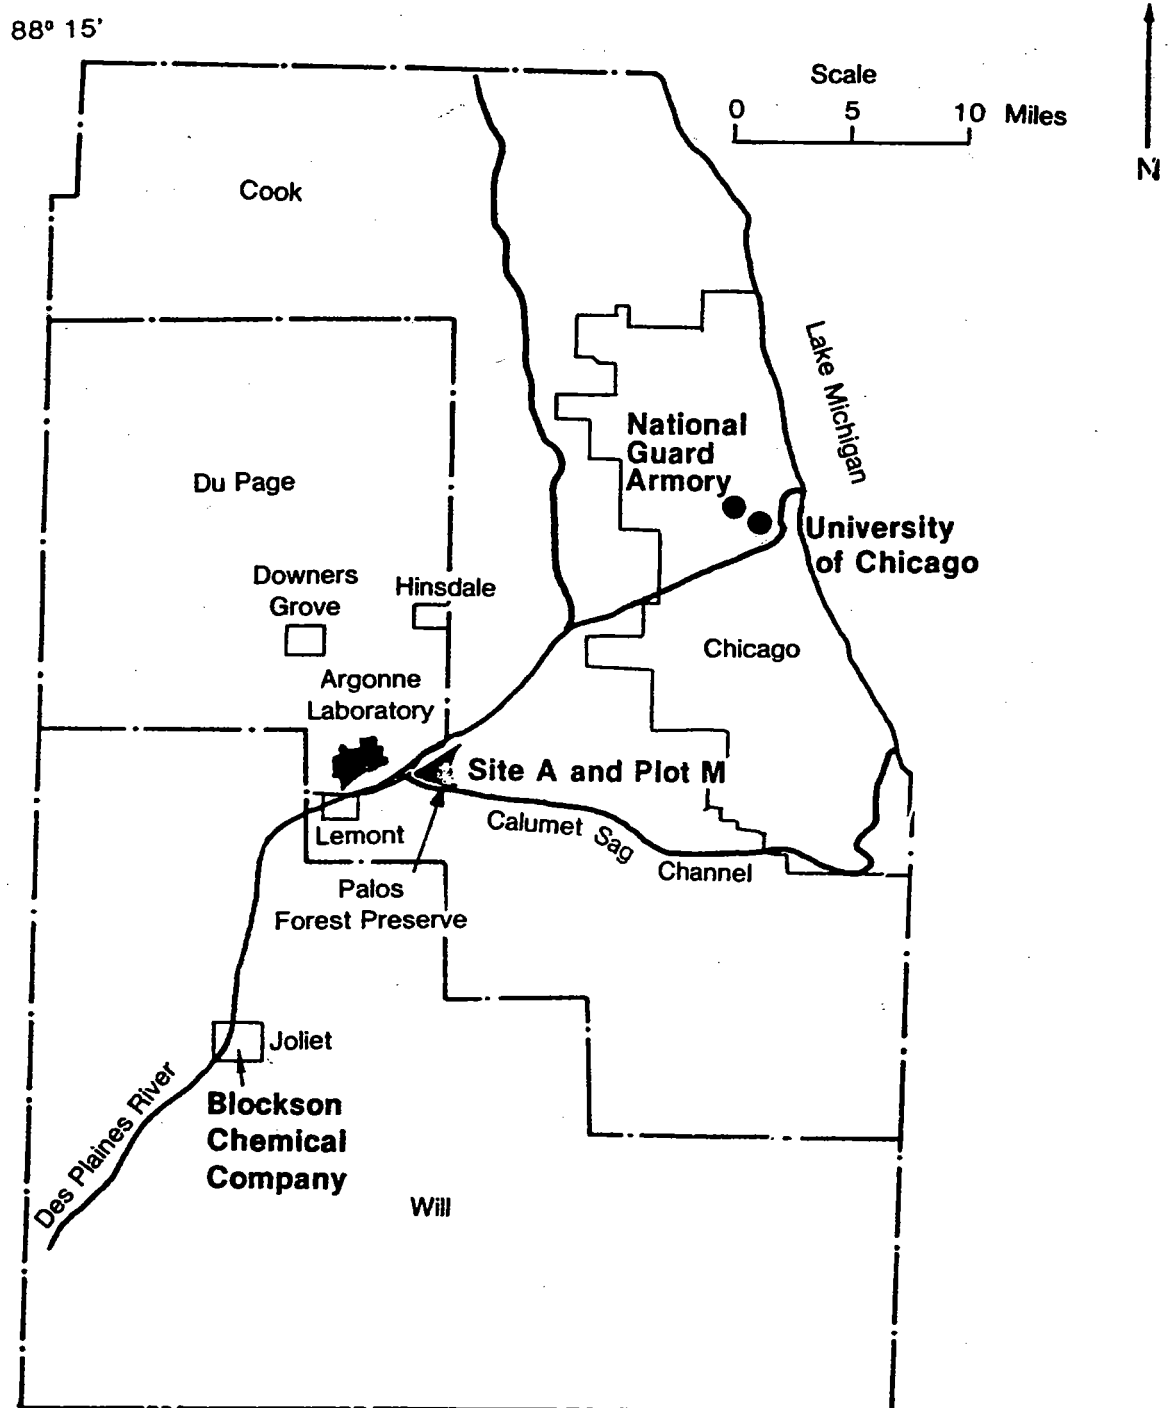 88º 15'
Scale
0 5 10 Miles
N
Cook
Lake Michigan
National
Guard
Armory
Du Page
University
of Chicago
Downers
Grove
Hinsdale
Chicago
Argonne
Laboratory
Site A and Plot M
Calumet Sag
Channel
Lemont
Palos
Forest Preserve
Joliet
Des Plaines River
Blockson
Chemical
Company
Will